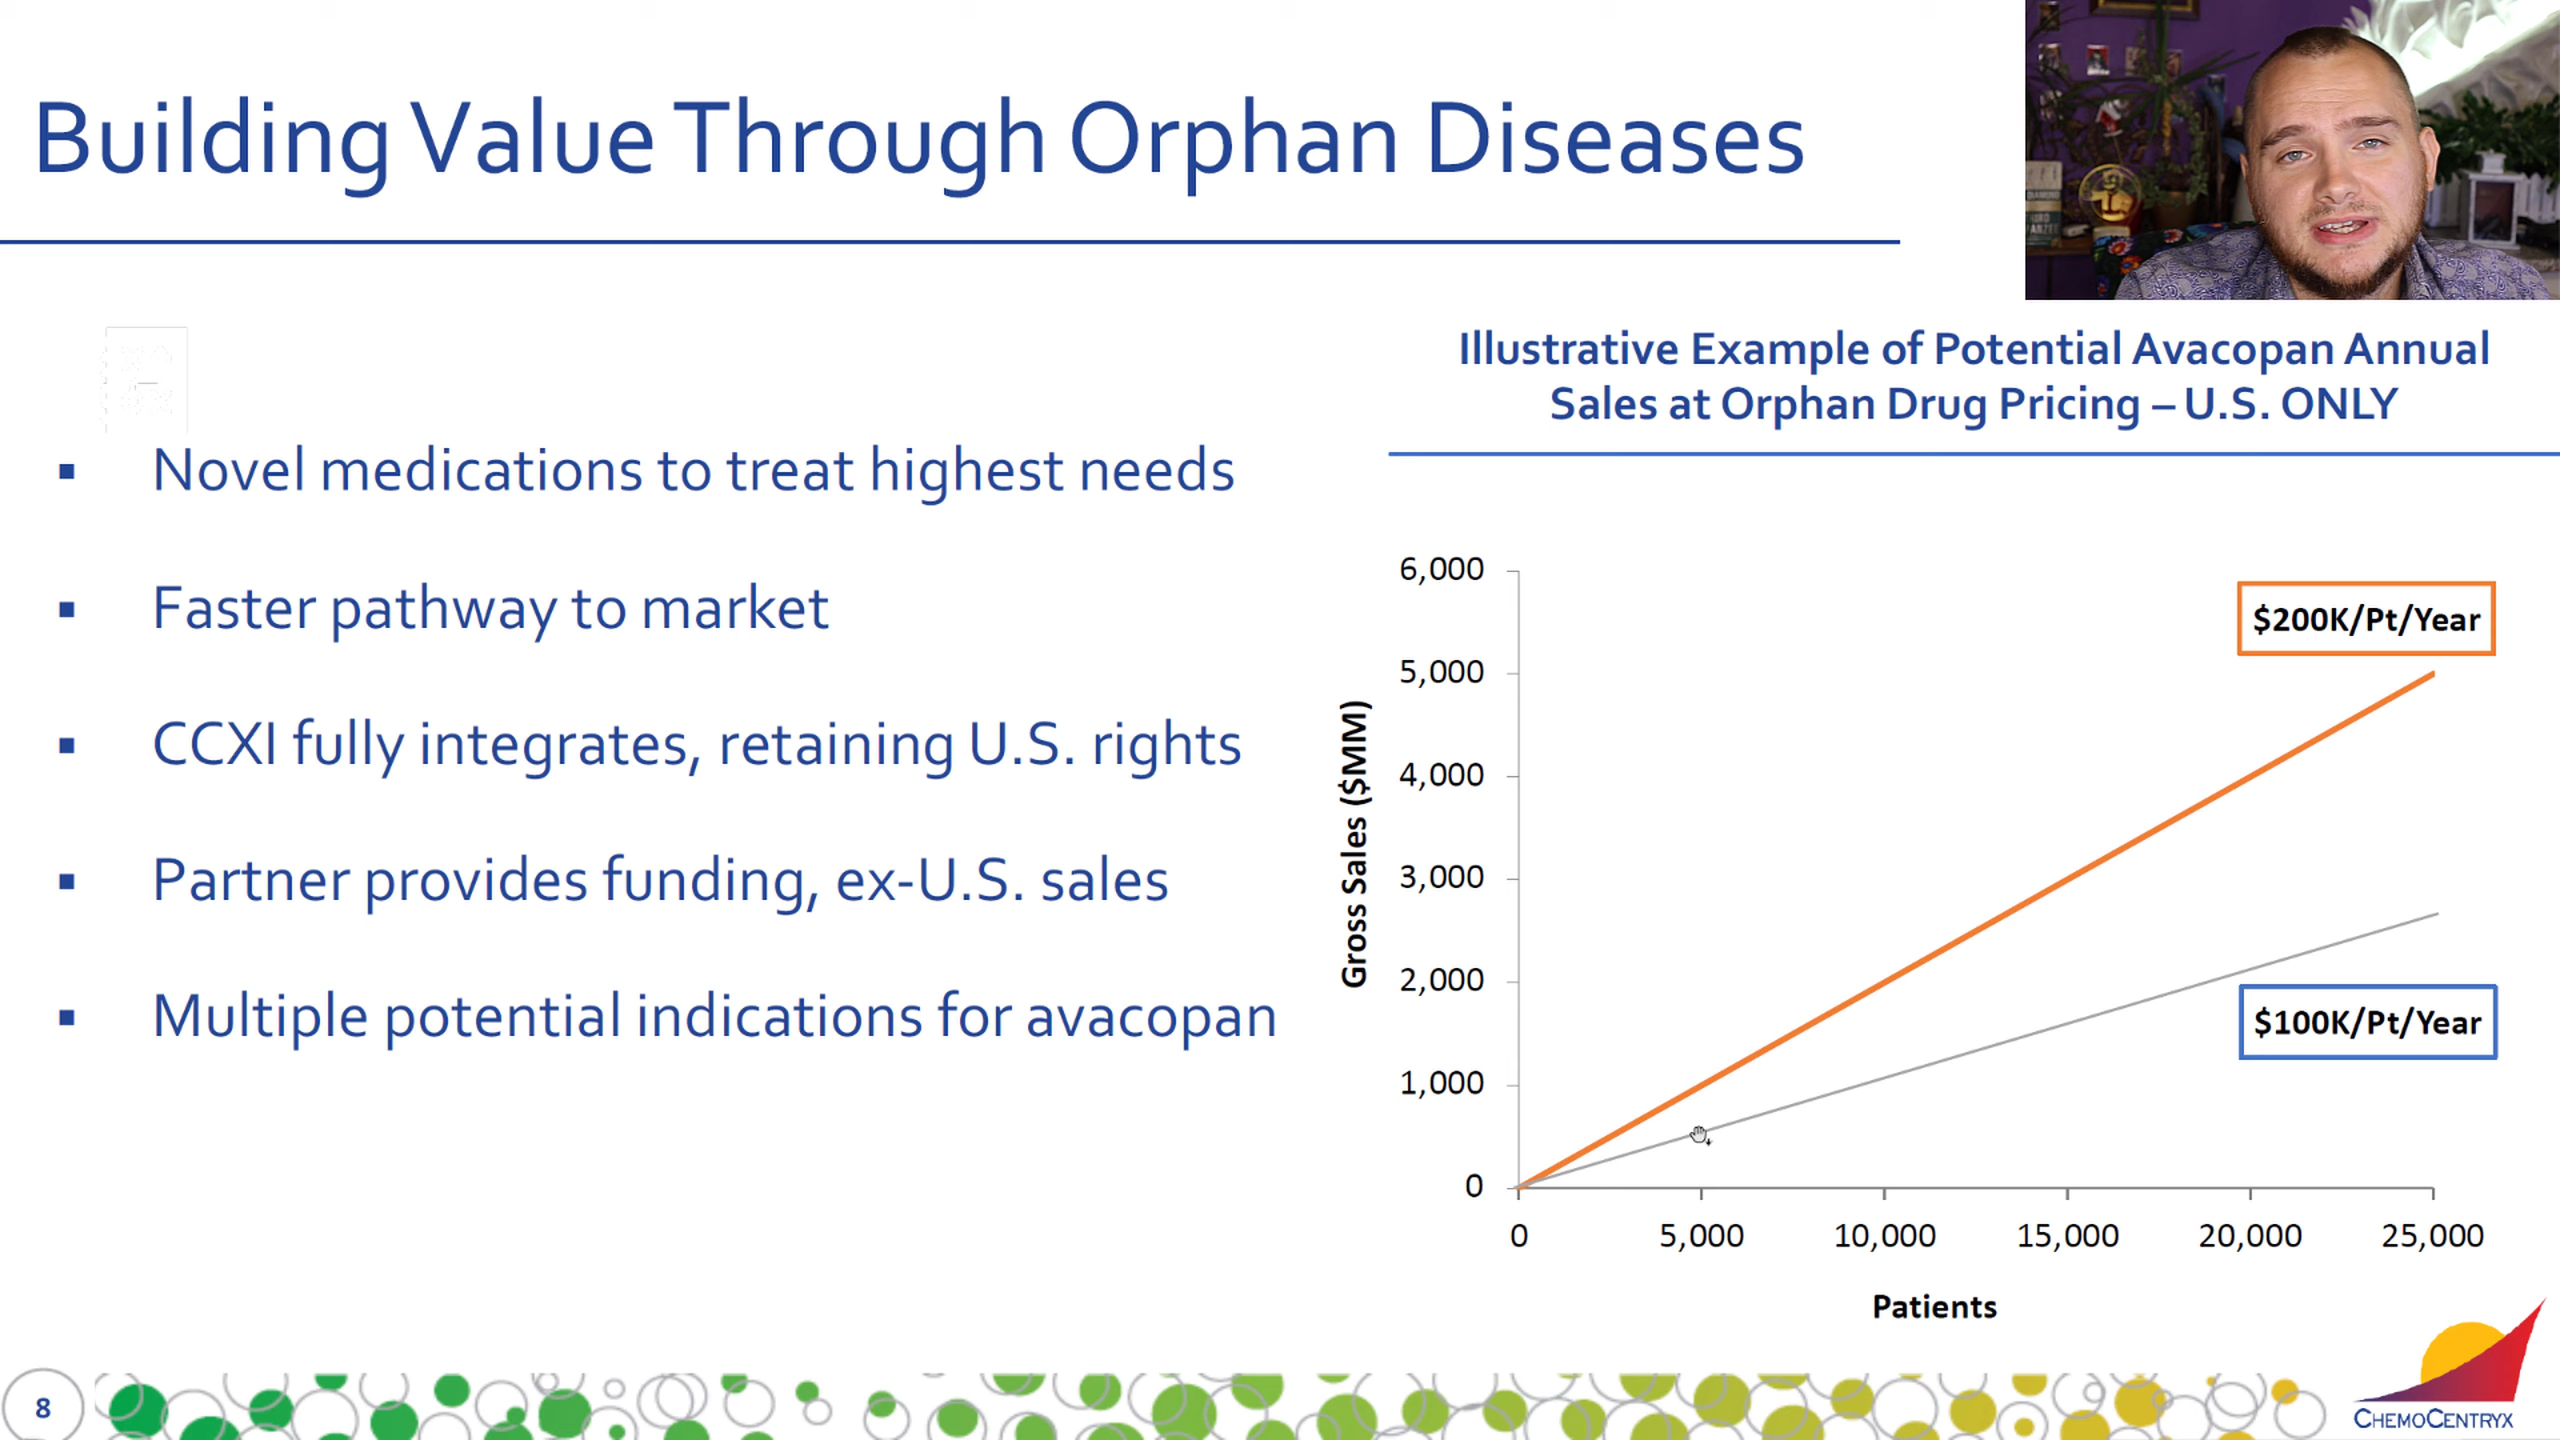 Building Value Through Orphan Diseases
▪ Novel medications to treat highest needs
▪ Faster pathway to market
▪ CCXI fully integrates, retaining U.S. rights
▪ Partner provides funding, ex-U.S. sales
▪ Multiple potential indications for avacopan
Illustrative Example of Potential Avacopan Annual
Sales at Orphan Drug Pricing – U.S. ONLY
Gross Sales ($MM)
6,000
5,000
4,000
3,000
2,000
1,000
0
$200K/Pt/Year
$100K/Pt/Year
0 5,000 10,000 15,000 20,000 25,000
Patients
8
CHEMOCENTRYX